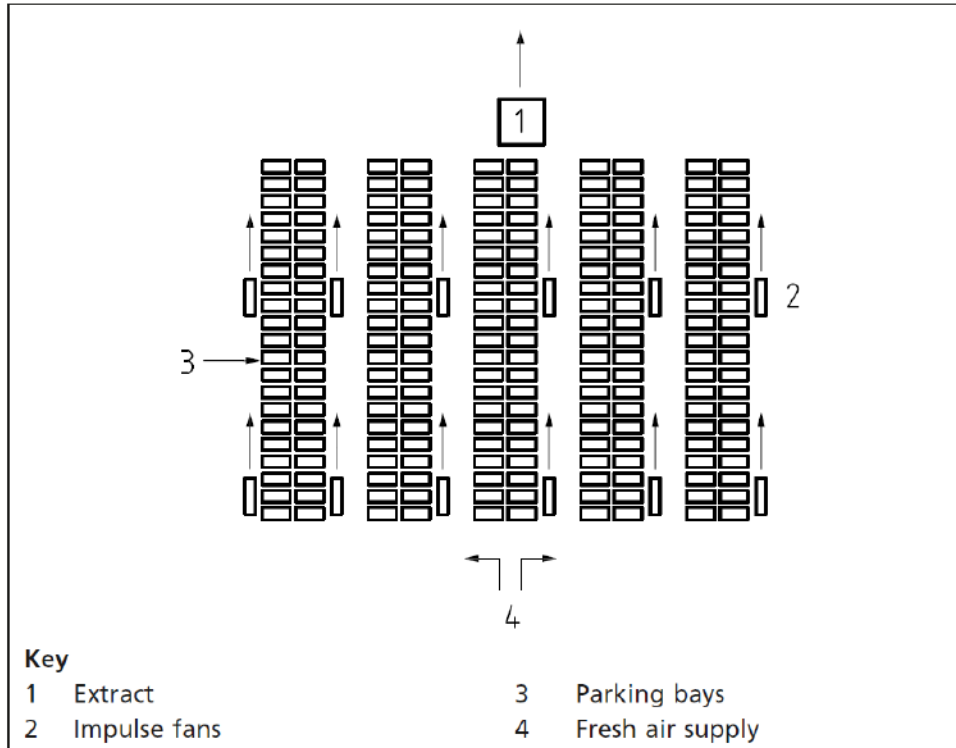 1
2
3
4
Key
1 Extract
2 Impulse fans
3 Parking bays
4 Fresh air supply